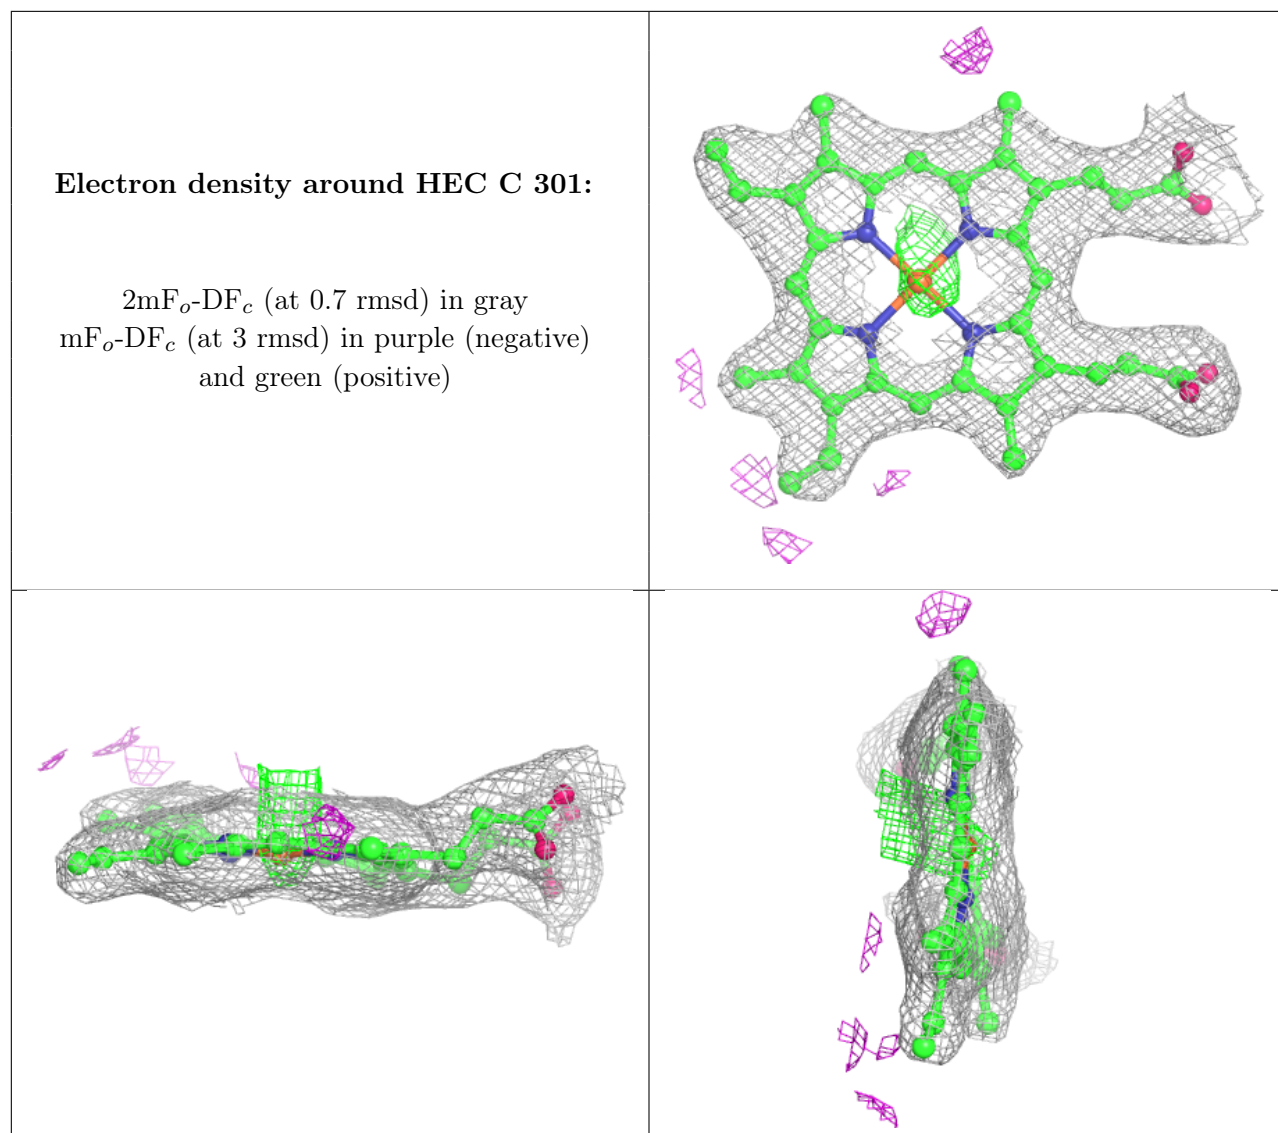 Electron density around HEC C 301:
2mFo-DFc (at 0.7 rmsd) in gray
mFo-DFc (at 3 rmsd) in purple (negative)
and green (positive)